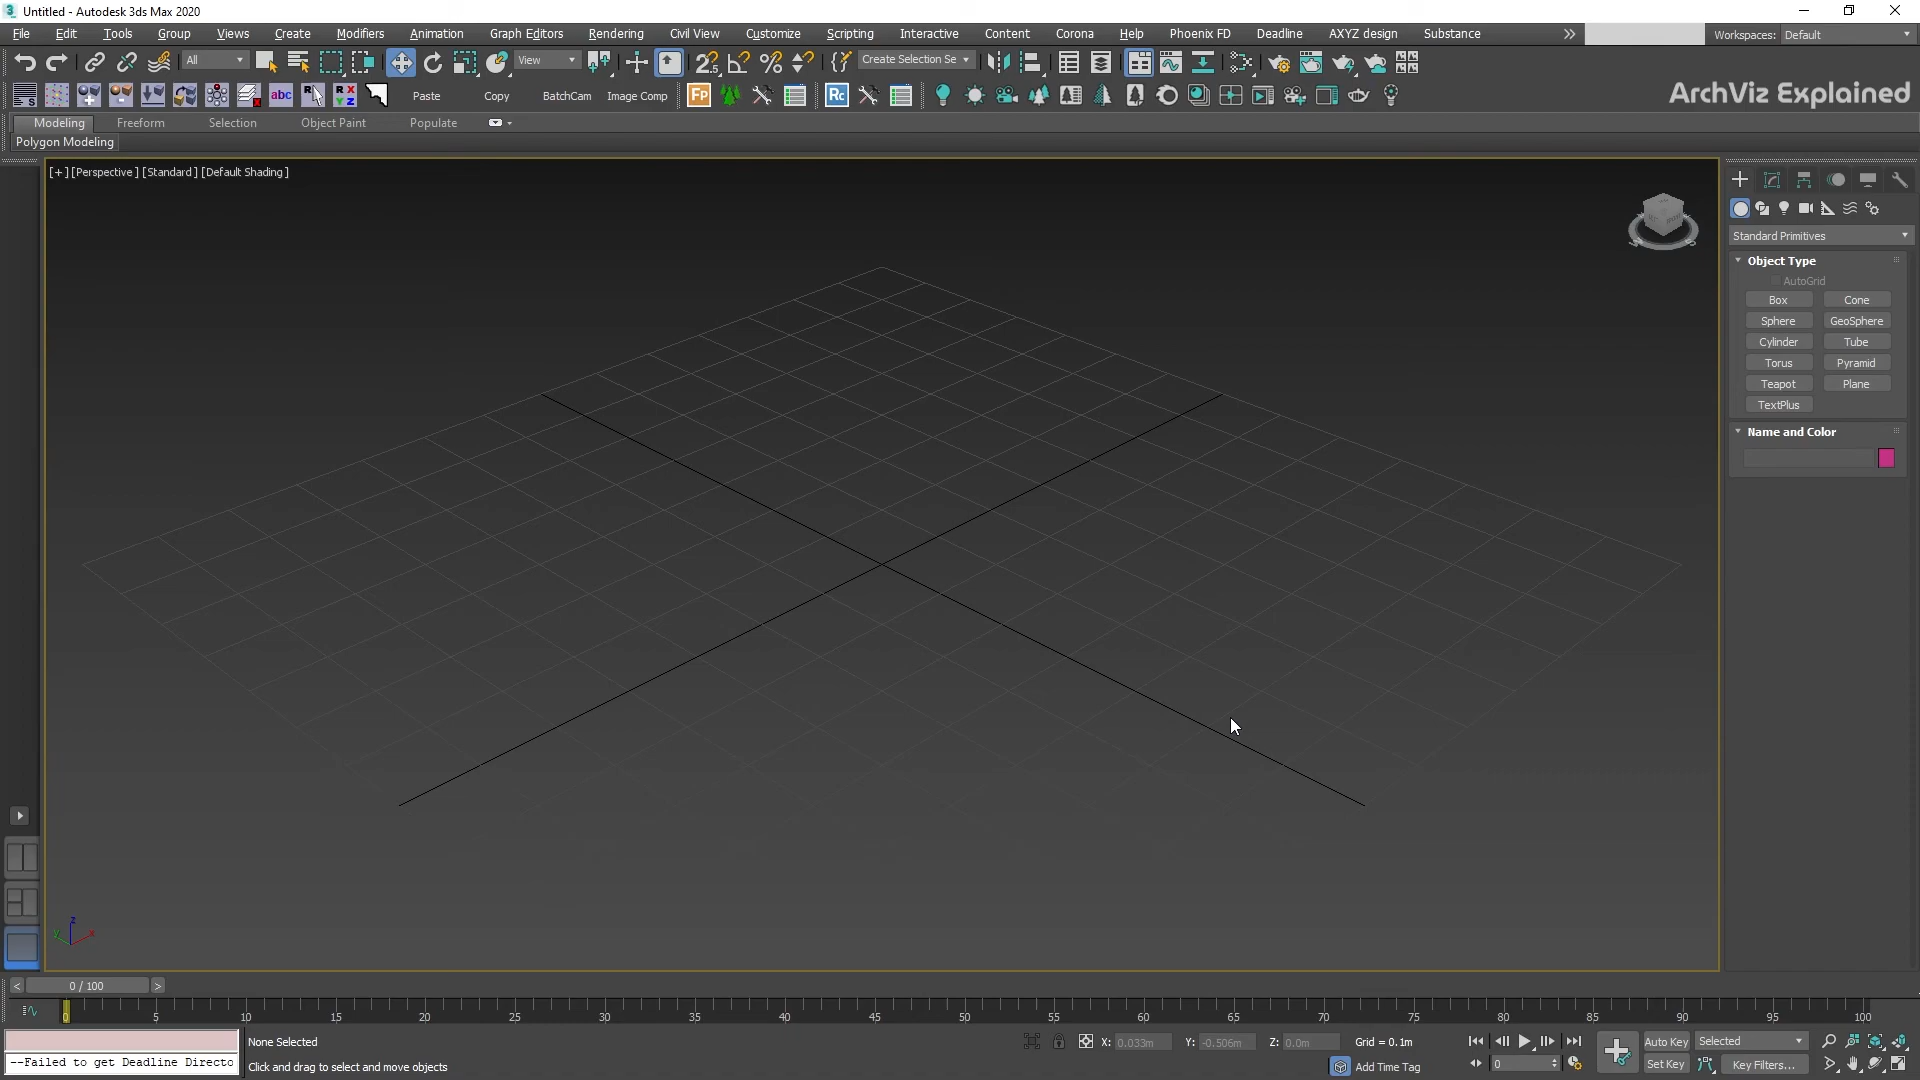 Untitled - Autodesk 3ds Max 2020
File Edit Tools Group Views Create Modifiers Animation Graph Editors Rendering Civil View Customize Scripting Interactive Content Corona Help Phoenix FD Deadline AXYZ design Substance Workspaces: Default
All View Create Selection Se
abc Paste Copy BatchCam Image Comp Fp Rc ArchViz Explained
Modeling Freeform Selection Object Paint Populate
Polygon Modeling
[+] [Perspective] [Standard] [Default Shading]
Standard Primitives
Object Type
AutoGrid
Box Cone
Sphere GeoSphere
Cylinder Tube
Torus Pyramid
Teapot Plane
TextPlus
Name and Color
z
y x
< 0 / 100 >
0 5 10 15 20 25 30 35 40 45 50 55 60 65 70 75 80 85 90 95 100
None Selected X: 0.033m Y: -0.506m Z: 0.0m Grid = 0.1m Auto Key Selected
--Failed to get Deadline Directo Click and drag to select and move objects Add Time Tag 0 Set Key Key Filters...